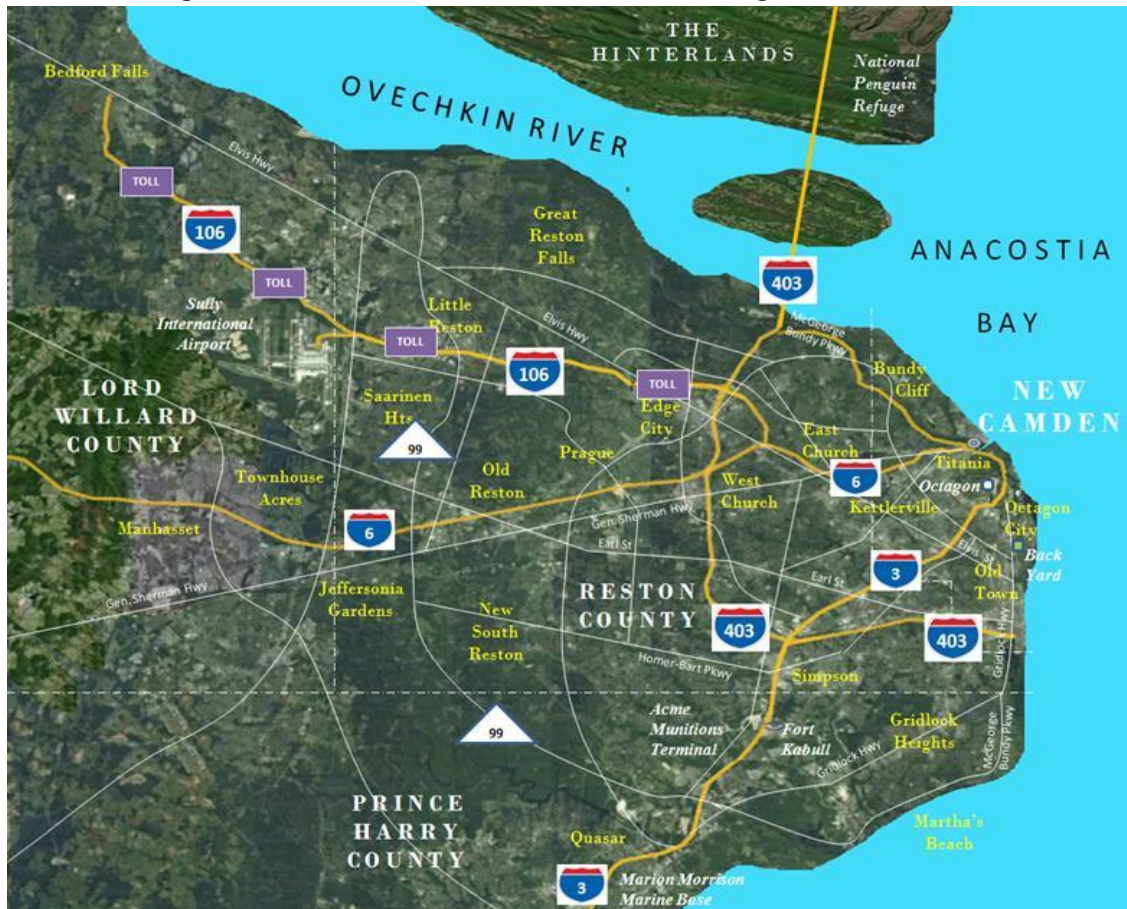 THE
HINTERLANDS
National
Penguin
Refuge
Bedford Falls
OVECHKIN RIVER
Elvis Hwy
TOLL
106
Great
Reston
Falls
ANACOSTIA
BAY
403
TOLL
Sully
International
Airport
Little
Reston
Elvis Hwy
McGeorge
Bundy Pkwy
TOLL
106
Bundy
Cliff
NEW
CAMDEN
LORD
WILLARD
COUNTY
Saarinen
Hts
TOLL
Edge
City
99
Prague
East
Church
Titania
Octagon
Townhouse
Acres
Old
Reston
West
Church
6
Kettlerville
Octagon
City
Manhasset
6
Gen. Sherman Hwy
Earl St
Elvis St
Back
Yard
Gen. Sherman Hwy
Jeffersonia
Gardens
RESTON
COUNTY
Earl St
3
Old
Town
New
South
Reston
403
403
Gridlock Hwy
Homer-Bart Pkwy
Simpson
99
Acme
Munitions
Terminal
Fort
Kabull
Gridlock
Heights
McGeorge
Bundy Pkwy
Gridlock Hwy
PRINCE
HARRY
COUNTY
Quasar
Martha's
Beach
3
Marion Morrison
Marine Base